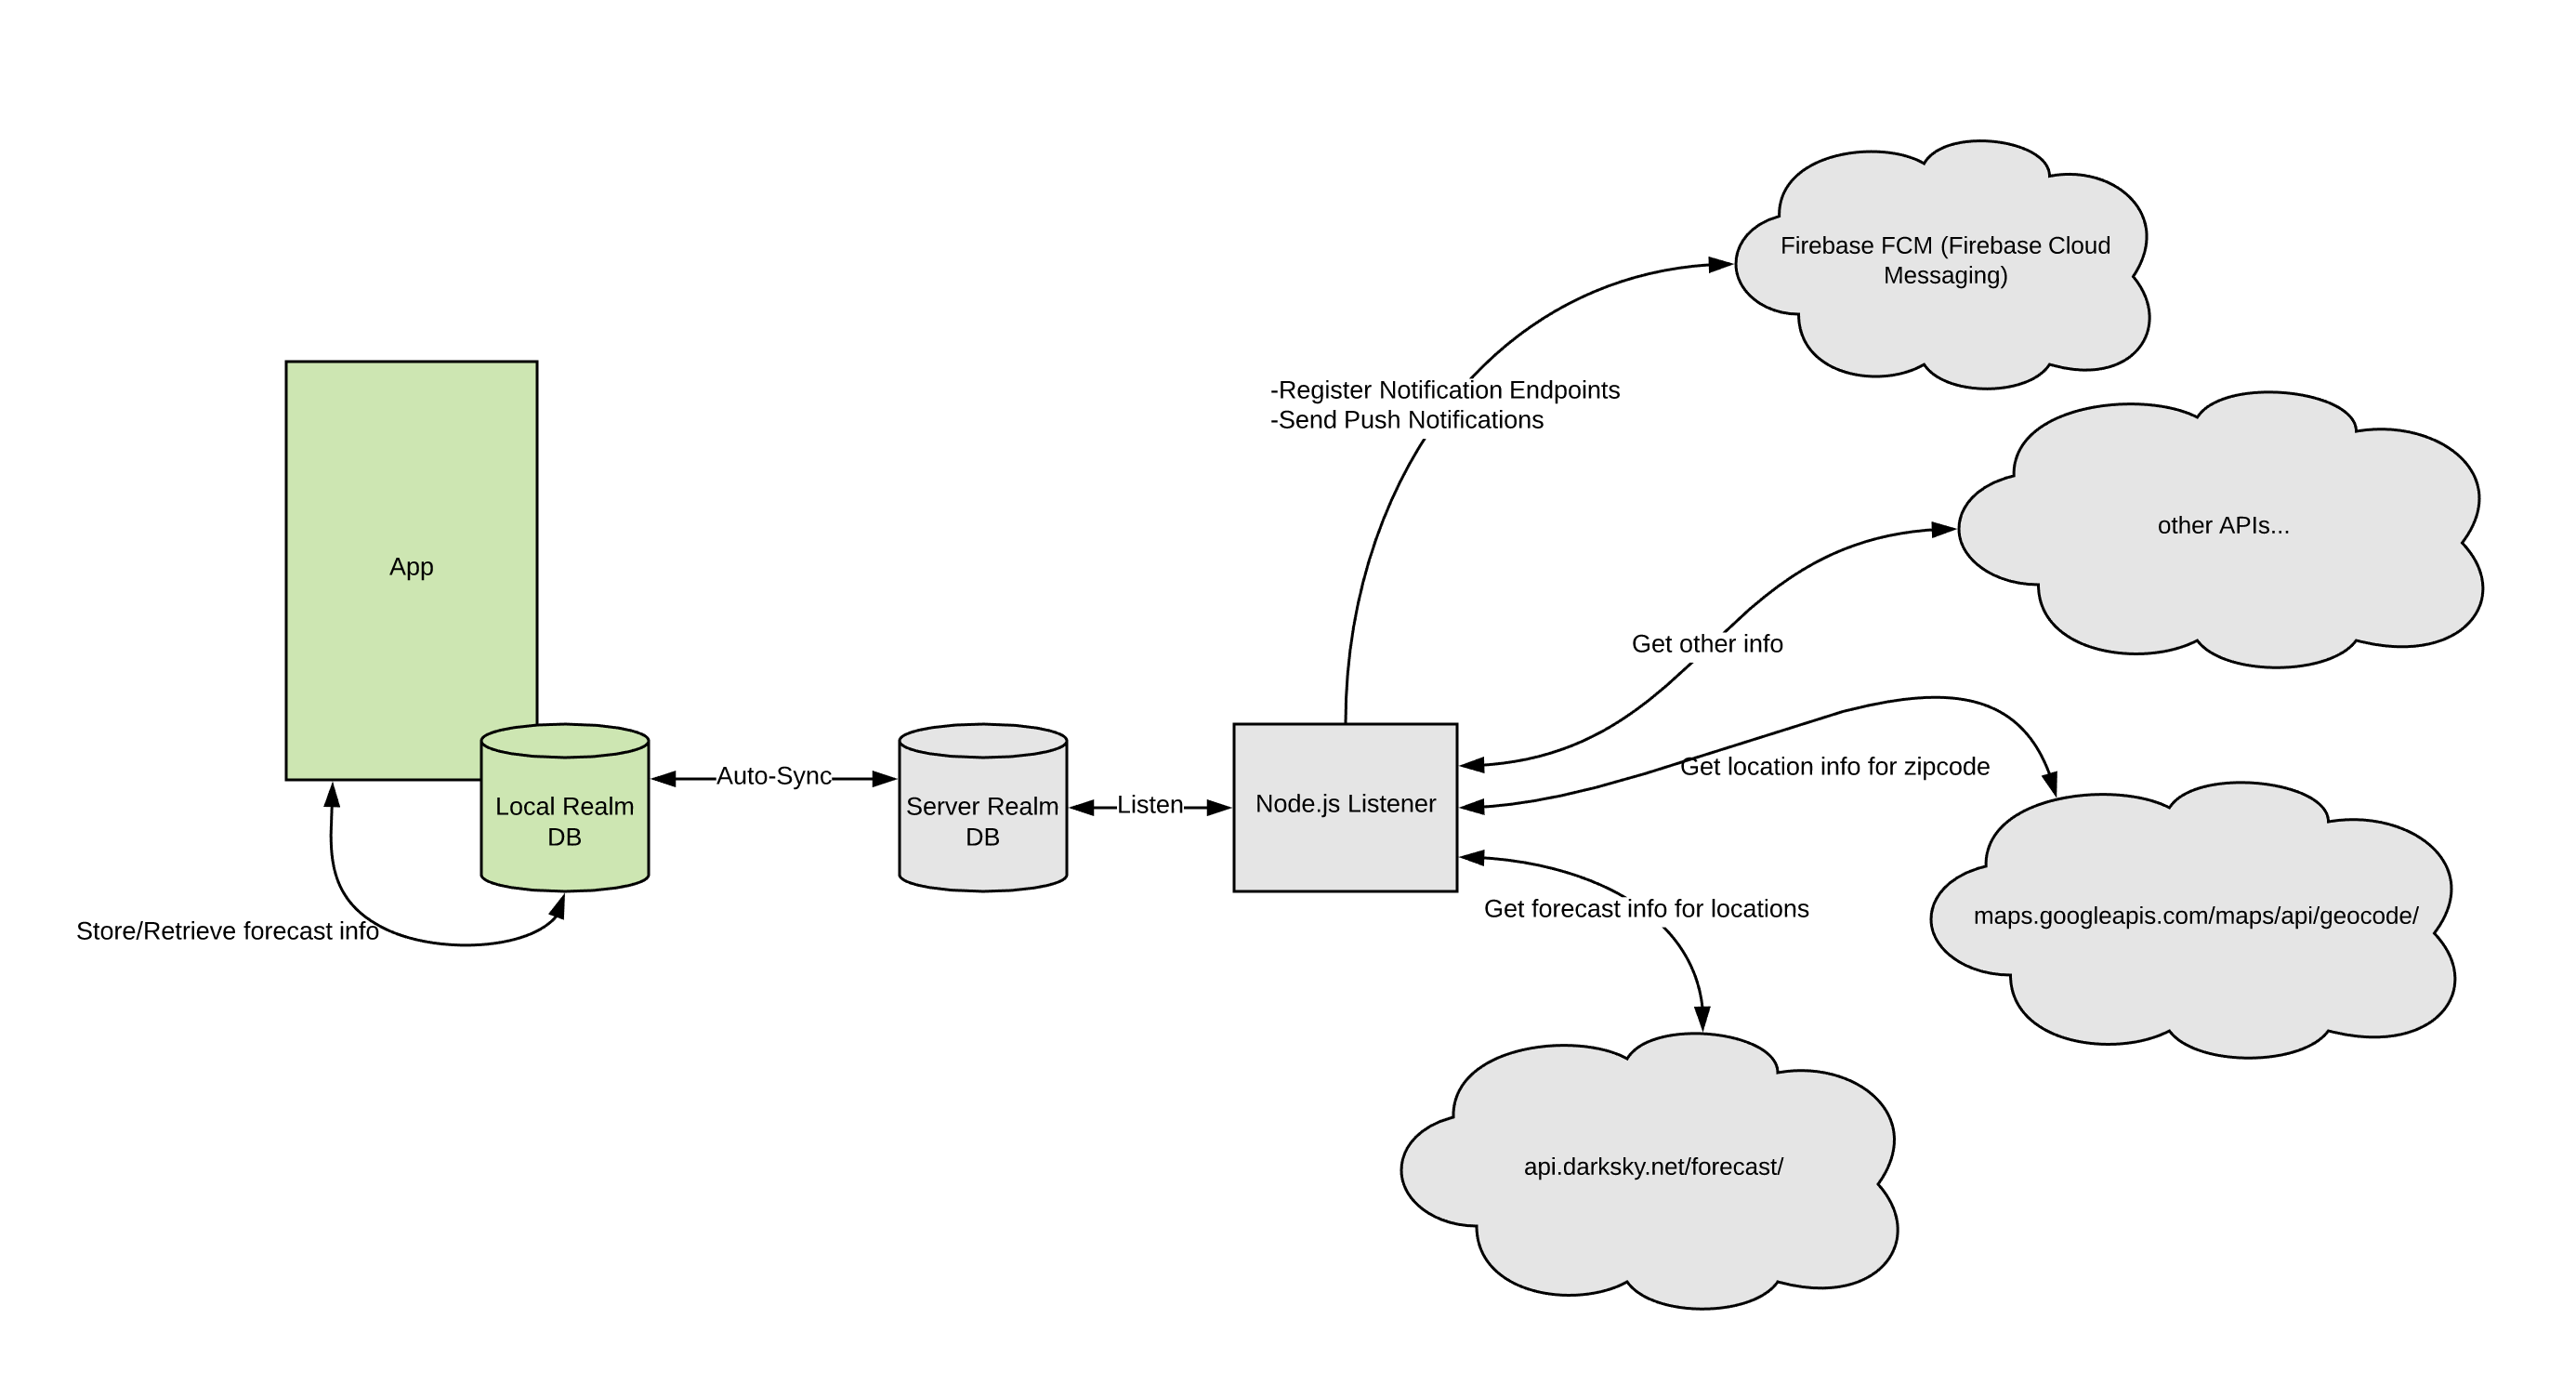 Firebase FCM (Firebase Cloud
Messaging)
-Register Notification Endpoints
-Send Push Notifications
other APIs...
App
Get other info
Get location info for zipcode
Auto-Sync
Local Realm
DB
Server Realm
DB
Listen
Node.js Listener
Store/Retrieve forecast info
Get forecast info for locations
maps.googleapis.com/maps/api/geocode/
api.darksky.net/forecast/